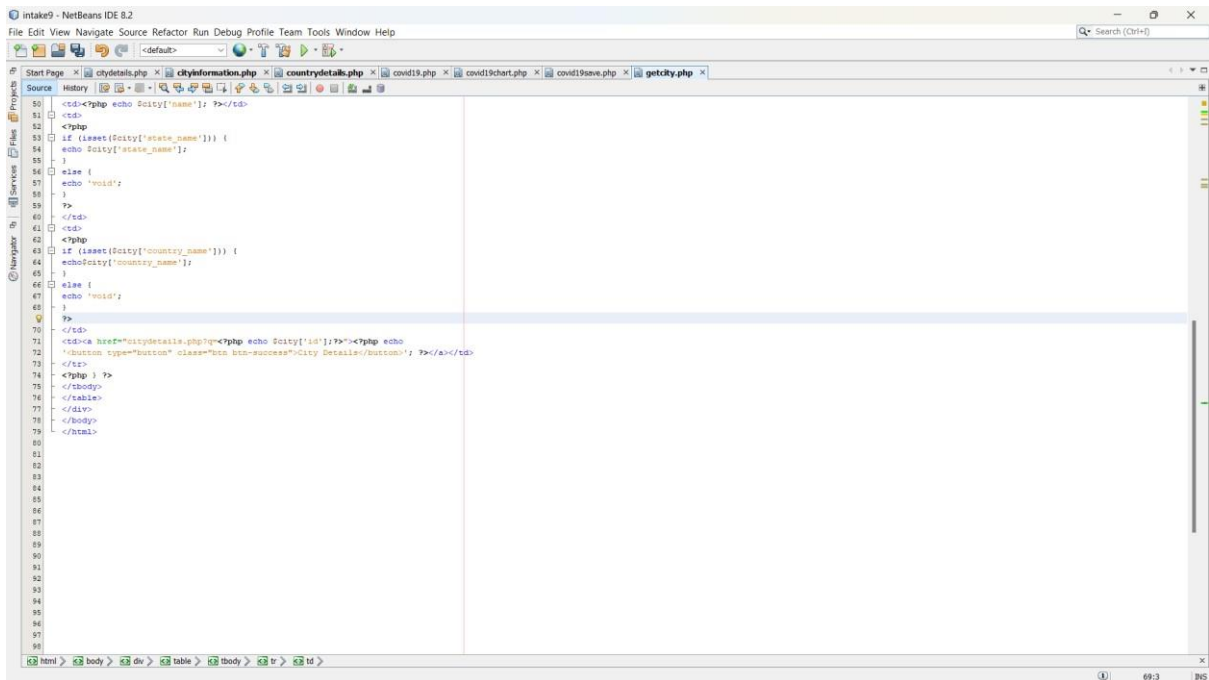 intake9 - NetBeans IDE 8.2
File Edit View Navigate Source Refactor Run Debug Profile Team Tools Window Help
Search (Ctrl+I)
<default>
Start Page citydetails.php cityinformation.php countrydetails.php covid19.php covid19chart.php covid19save.php getcity.php
Source History
Projects
Files
Services
Navigator
50 <td><?php echo $city['name']; ?></td>
51 <td>
52 <?php
53 if (isset($city['state_name'])) {
54 echo $city['state_name'];
55 }
56 else {
57 echo 'void';
58 }
59 ?>
60 </td>
61 <td>
62 <?php
63 if (isset($city['country_name'])) {
64 echo$city['country_name'];
65 }
66 else {
67 echo 'void';
68 }
?>
70 </td>
71 <td><a href="citydetails.php?q=<?php echo $city['id'];?>"><?php echo
72 '<button type="button" class="btn btn-success">City Details</button>'; ?></a></td>
73 </tr>
74 <?php } ?>
75 </tbody>
76 </table>
77 </div>
78 </body>
79 </html>
80
81
82
83
84
85
86
87
88
89
90
91
92
93
94
95
96
97
98
html body div table tbody tr td
69:3 INS